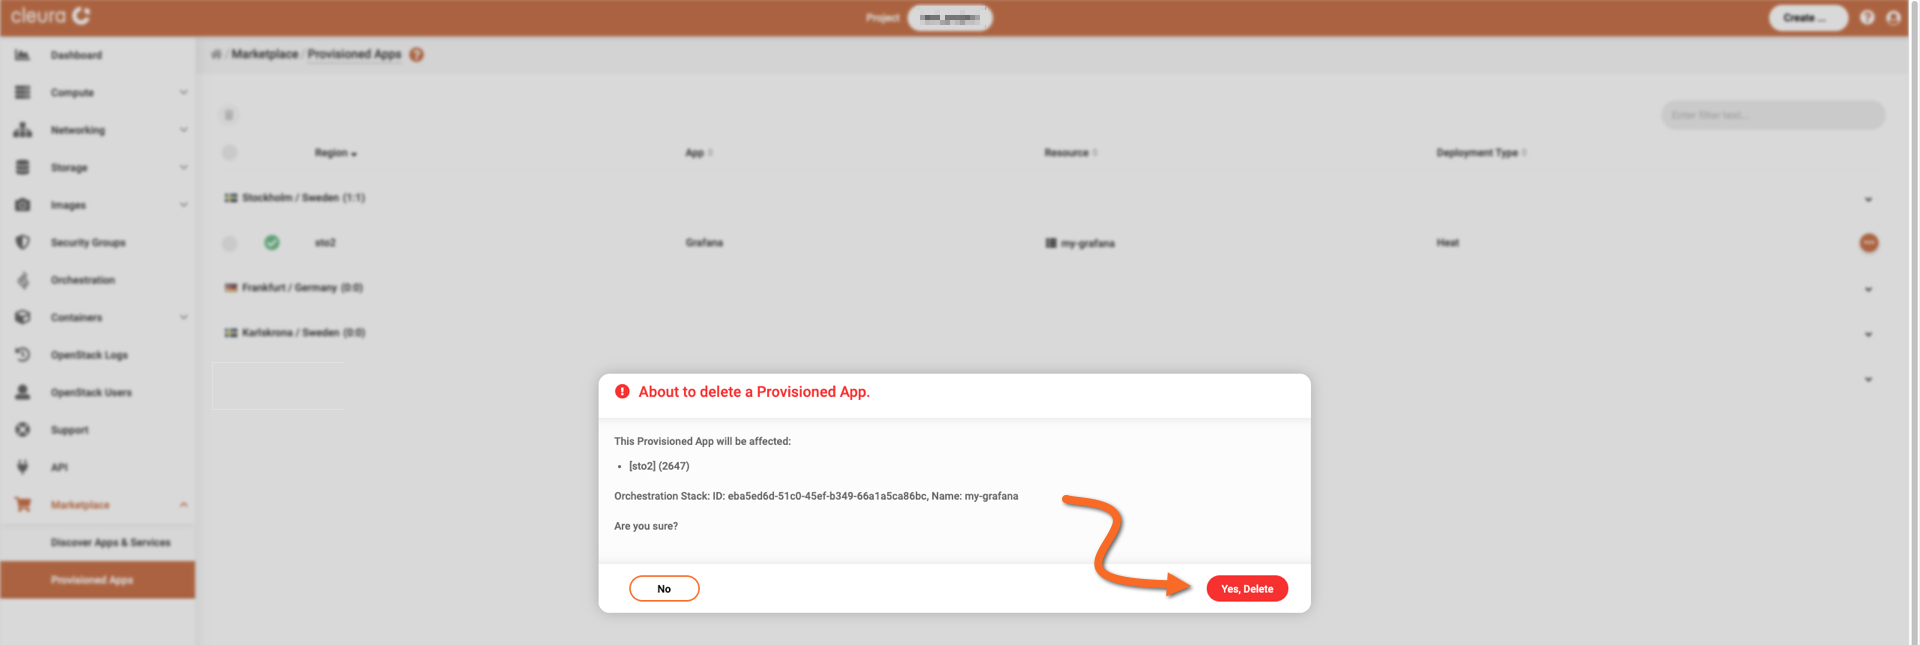 cleura
Project
Create ...
Dashboard
/ Marketplace / Provisioned Apps
Compute
Networking
Enter filter text...
Region
App
Resource
Deployment Type
Storage
Stockholm / Sweden (1:1)
Images
Security Groups
sto2
Grafana
my-grafana
Heat
Orchestration
Frankfurt / Germany (0:0)
Containers
Karlskrona / Sweden (0:0)
OpenStack Logs
OpenStack Users
About to delete a Provisioned App.
Support
This Provisioned App will be affected:
• [sto2] (2647)
API
Orchestration Stack: ID: eba5ed6d-51c0-45ef-b349-66a1a5ca86bc, Name: my-grafana
Marketplace
Are you sure?
Discover Apps & Services
Provisioned Apps
No
Yes, Delete